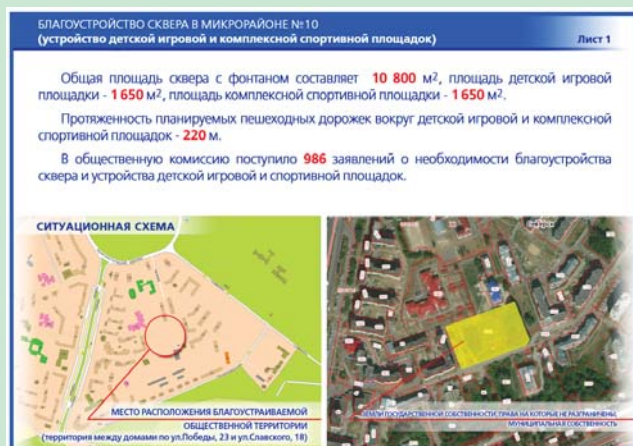 БЛАГОУСТРОЙСТВО СКВЕРА В МИКРОРАЙОНЕ №10
(устройство детской игровой и комплексной спортивной площадок)
Лист 1
Общая площадь сквера с фонтаном составляет 10 800 м², площадь детской игровой
площадки - 1 650 м², площадь комплексной спортивной площадки - 1 650 м².
Протяженность планируемых пешеходных дорожек вокруг детской игровой и комплексной
спортивной площадок - 220 м.
В общественную комиссию поступило 986 заявлений о необходимости благоустройства
сквера и устройства детской игровой и спортивной площадок.
СИТУАЦИОННАЯ СХЕМА
МЕСТО РАСПОЛОЖЕНИЯ БЛАГОУСТРАИВАЕМОЙ
ОБЩЕСТВЕННОЙ ТЕРРИТОРИИ
(территория между домами по ул.Победы, 23 и ул.Славского, 18)
ЗЕМЛИ ГОСУДАРСТВЕННОЙ СОБСТВЕННОСТИ, ПРАВА НА КОТОРЫЕ НЕ РАЗГРАНИЧЕНЫ,
МУНИЦИПАЛЬНАЯ СОБСТВЕННОСТЬ